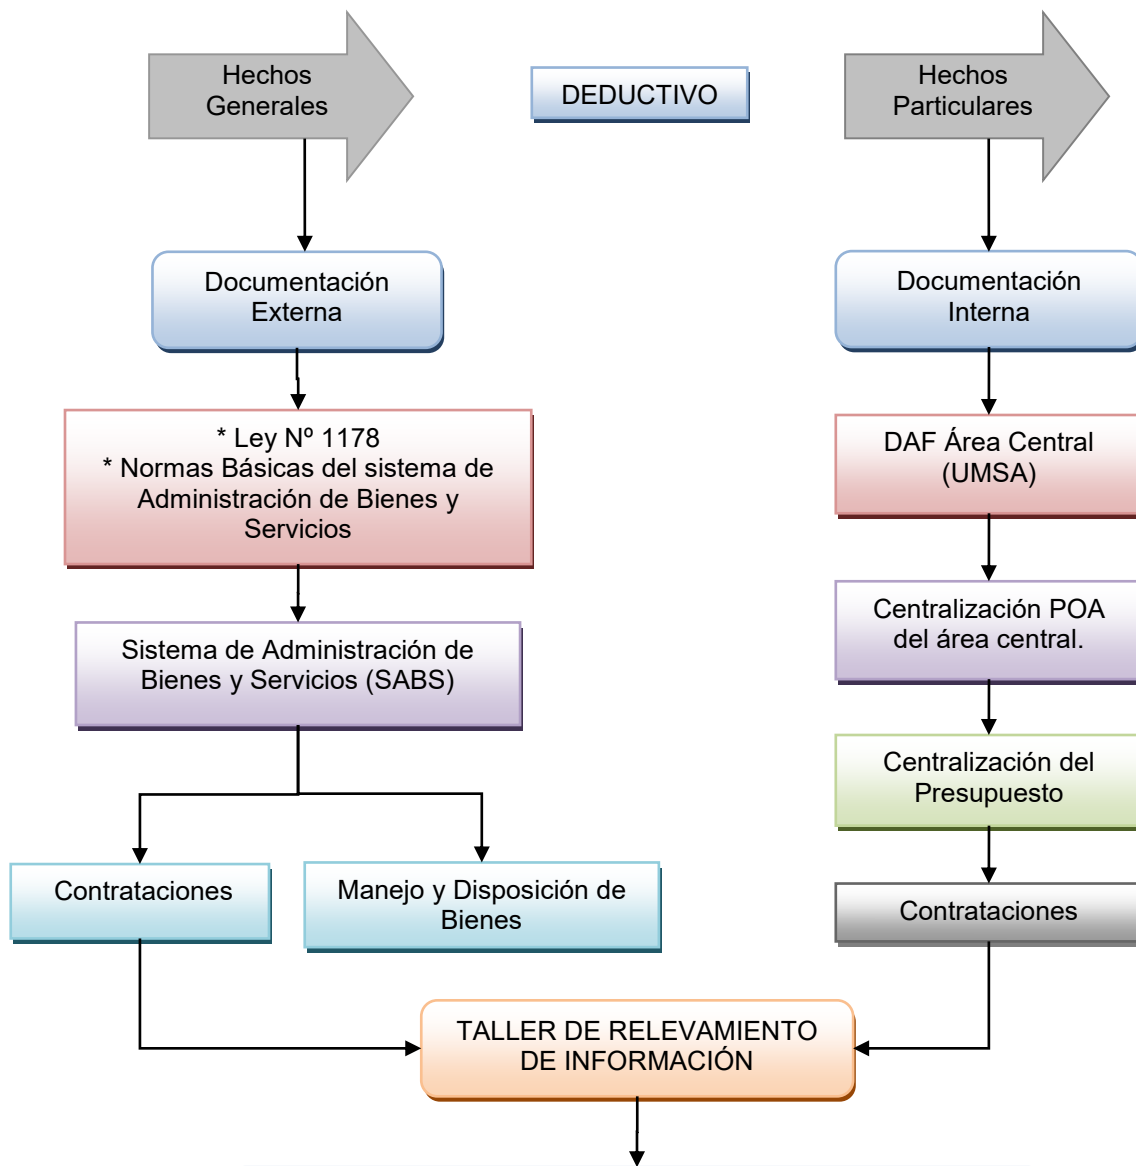 Hechos
Generales
DEDUCTIVO
Hechos
Particulares
Documentación
Externa
Documentación
Interna
* Ley Nº 1178
* Normas Básicas del sistema de
Administración de Bienes y
Servicios
DAF Área Central
(UMSA)
Sistema de Administración de
Bienes y Servicios (SABS)
Centralización POA
del área central.
Centralización del
Presupuesto
Contrataciones
Manejo y Disposición de
Bienes
Contrataciones
TALLER DE RELEVAMIENTO
DE INFORMACIÓN